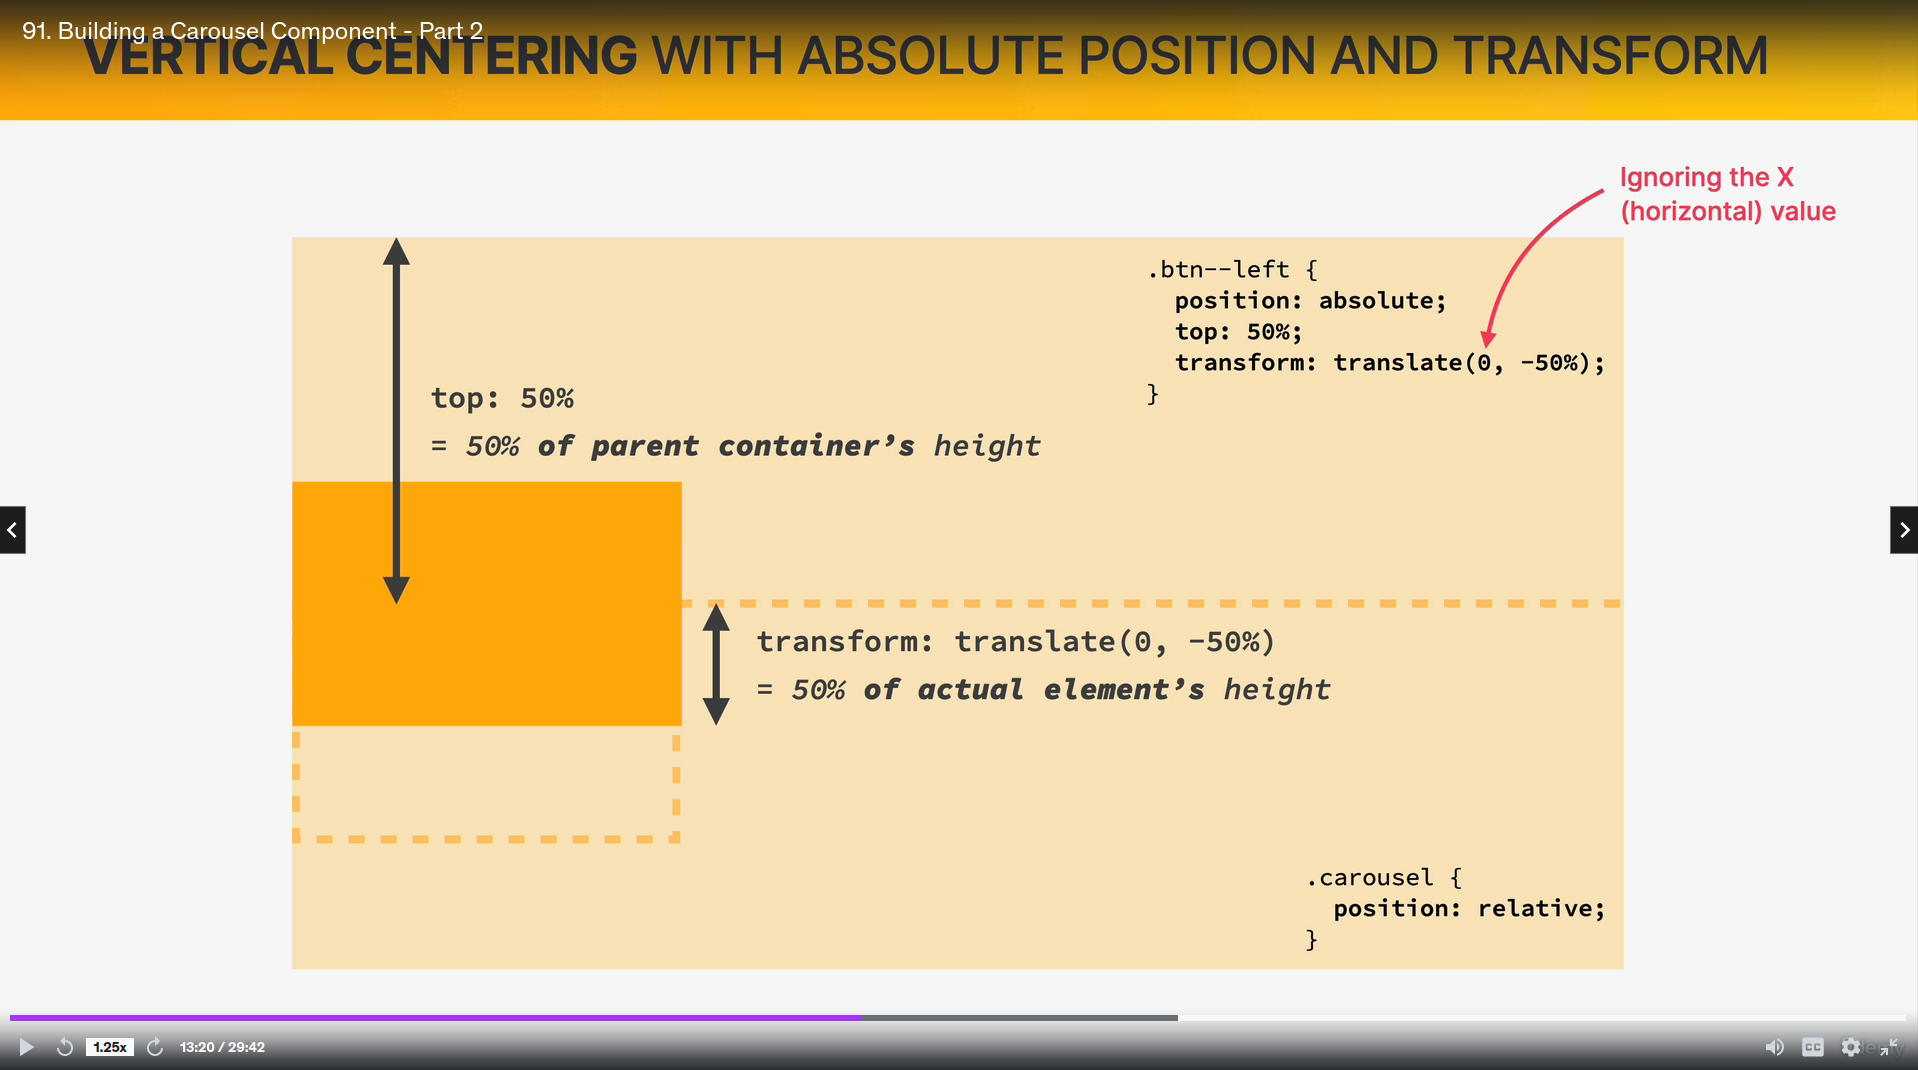 91. Building a Carousel Component - Part 2
VERTICAL CENTERING WITH ABSOLUTE POSITION AND TRANSFORM
Ignoring the X
(horizontal) value
.btn--left {
position: absolute;
top: 50%;
transform: translate(0, -50%);
}
top: 50%
= 50% of parent container’s height
transform: translate(0, -50%)
= 50% of actual element’s height
.carousel {
position: relative;
}
1.25x
13:20 / 29:42
CC